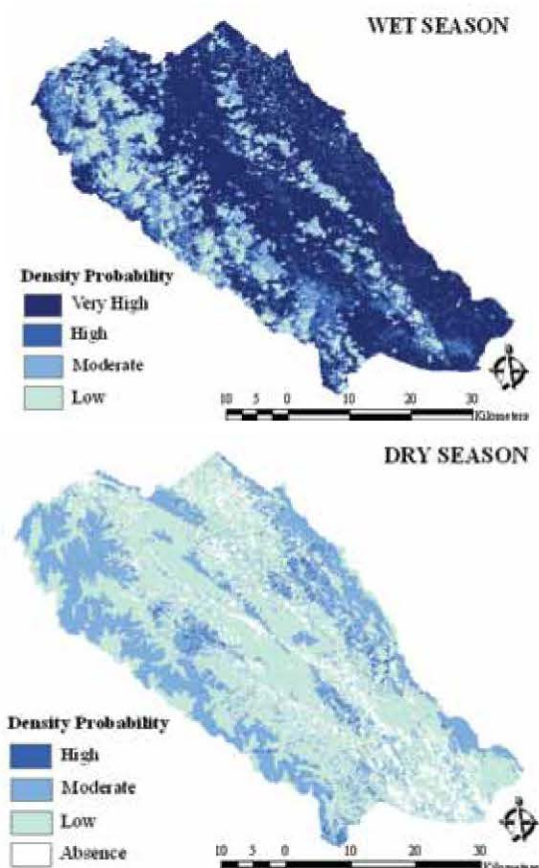 WET SEASON
Density Probability
Very High
High
Moderate
Low
10 5 0 10 20 30
Kilometers
DRY SEASON
Density Probability
High
Moderate
Low
Absence
10 5 0 10 20 30
Kilometers